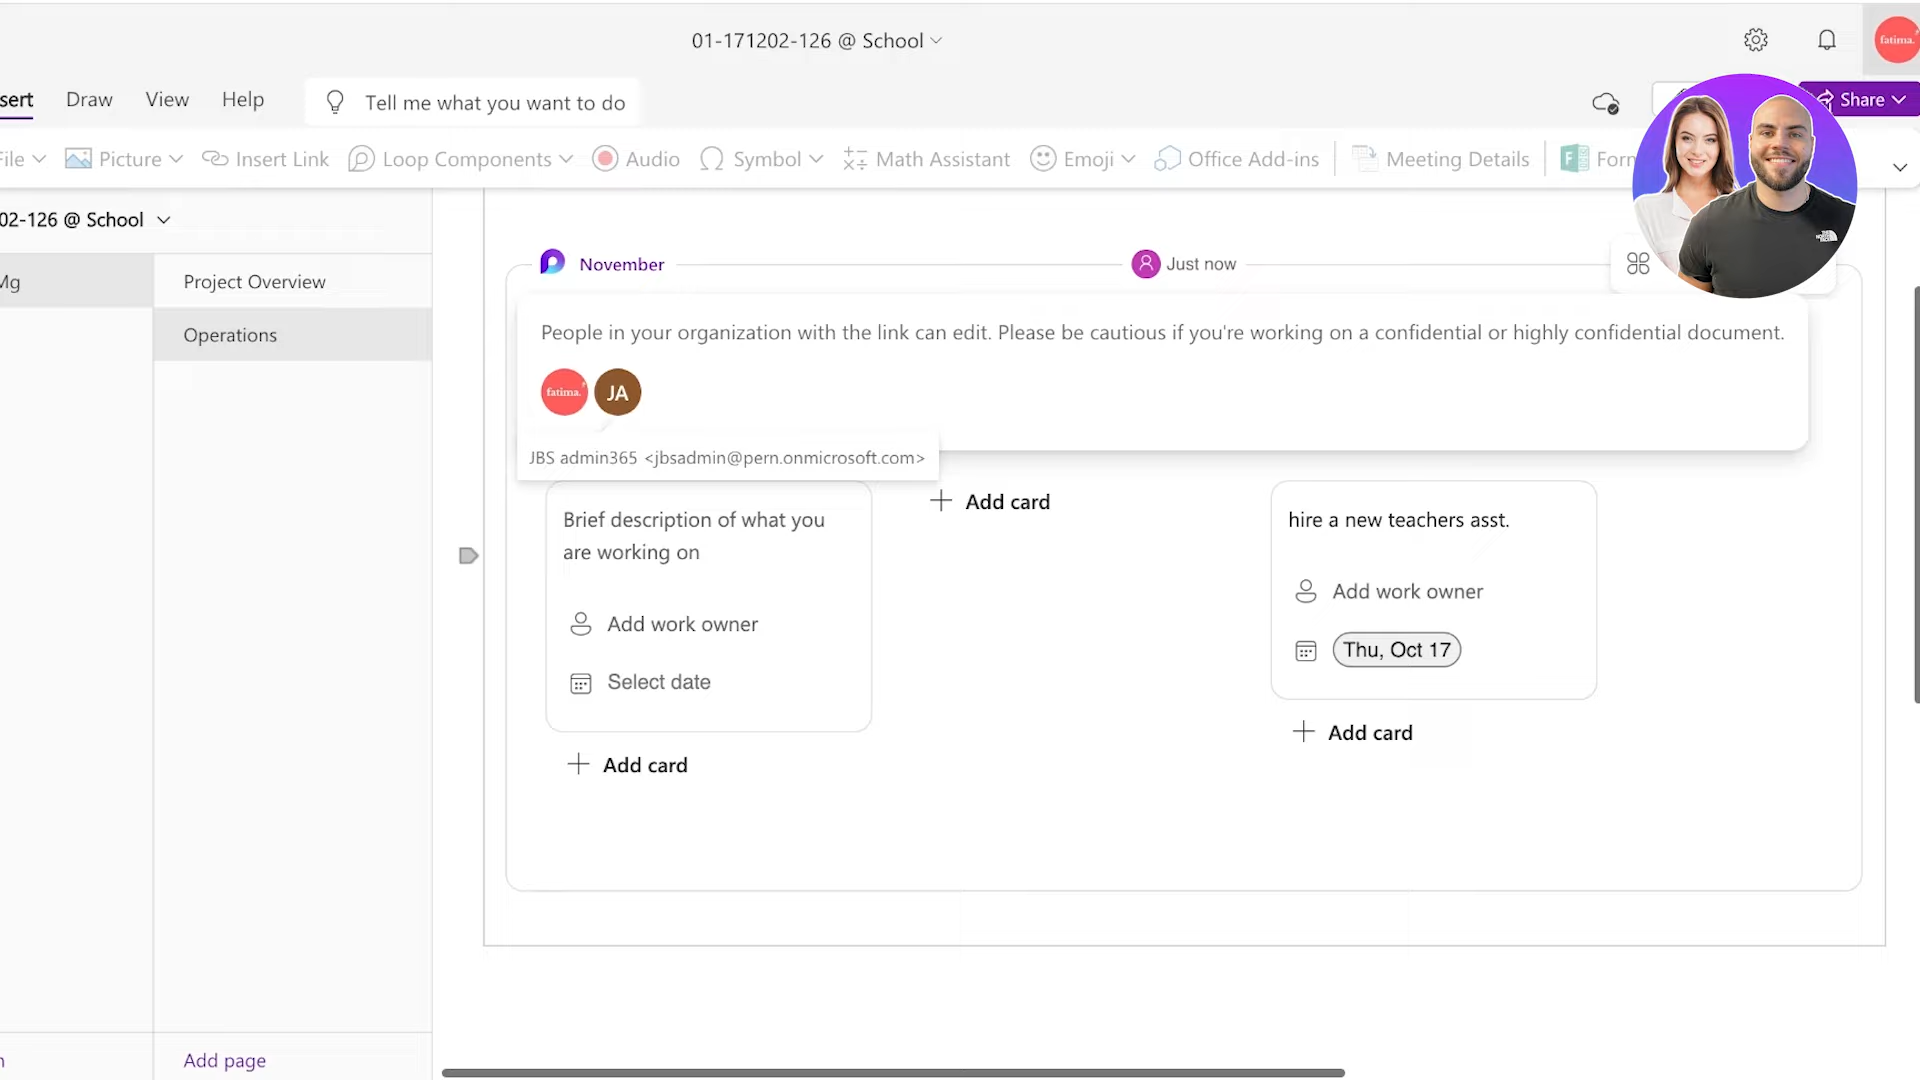 01-171202-126 @ School
fatima.
sert Draw View Help Tell me what you want to do Share
ile Picture Insert Link Loop Components Audio Symbol Math Assistant Emoji Office Add-ins Meeting Details Form
02-126 @ School
November Just now
Mg Project Overview
Operations
People in your organization with the link can edit. Please be cautious if you're working on a confidential or highly confidential document.
fatima. JA
JBS admin365 <jbsadmin@pern.onmicrosoft.com>
Brief description of what you
are working on
Add work owner
Select date
Add card
Add card
hire a new teachers asst.
Add work owner
Thu, Oct 17
Add card
Add page